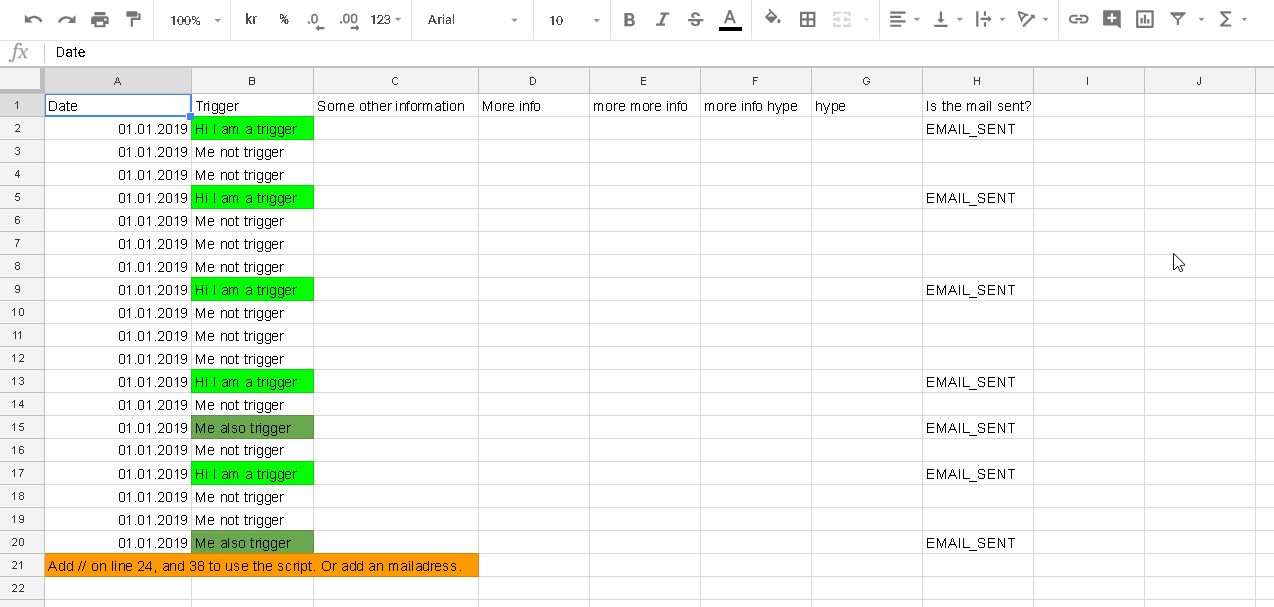 100% kr % .0 .00 123 Arial 10 B I S A Σ
fx Date
A B C D E F G H I J
1 Date Trigger Some other information More info more more info more info hype hype Is the mail sent?
2 01.01.2019 Hi I am a trigger EMAIL_SENT
3 01.01.2019 Me not trigger
4 01.01.2019 Me not trigger
5 01.01.2019 Hi I am a trigger EMAIL_SENT
6 01.01.2019 Me not trigger
7 01.01.2019 Me not trigger
8 01.01.2019 Me not trigger
9 01.01.2019 Hi I am a trigger EMAIL_SENT
10 01.01.2019 Me not trigger
11 01.01.2019 Me not trigger
12 01.01.2019 Me not trigger
13 01.01.2019 Hi I am a trigger EMAIL_SENT
14 01.01.2019 Me not trigger
15 01.01.2019 Me also trigger EMAIL_SENT
16 01.01.2019 Me not trigger
17 01.01.2019 Hi I am a trigger EMAIL_SENT
18 01.01.2019 Me not trigger
19 01.01.2019 Me not trigger
20 01.01.2019 Me also trigger EMAIL_SENT
21 Add // on line 24, and 38 to use the script. Or add an mailadress.
22